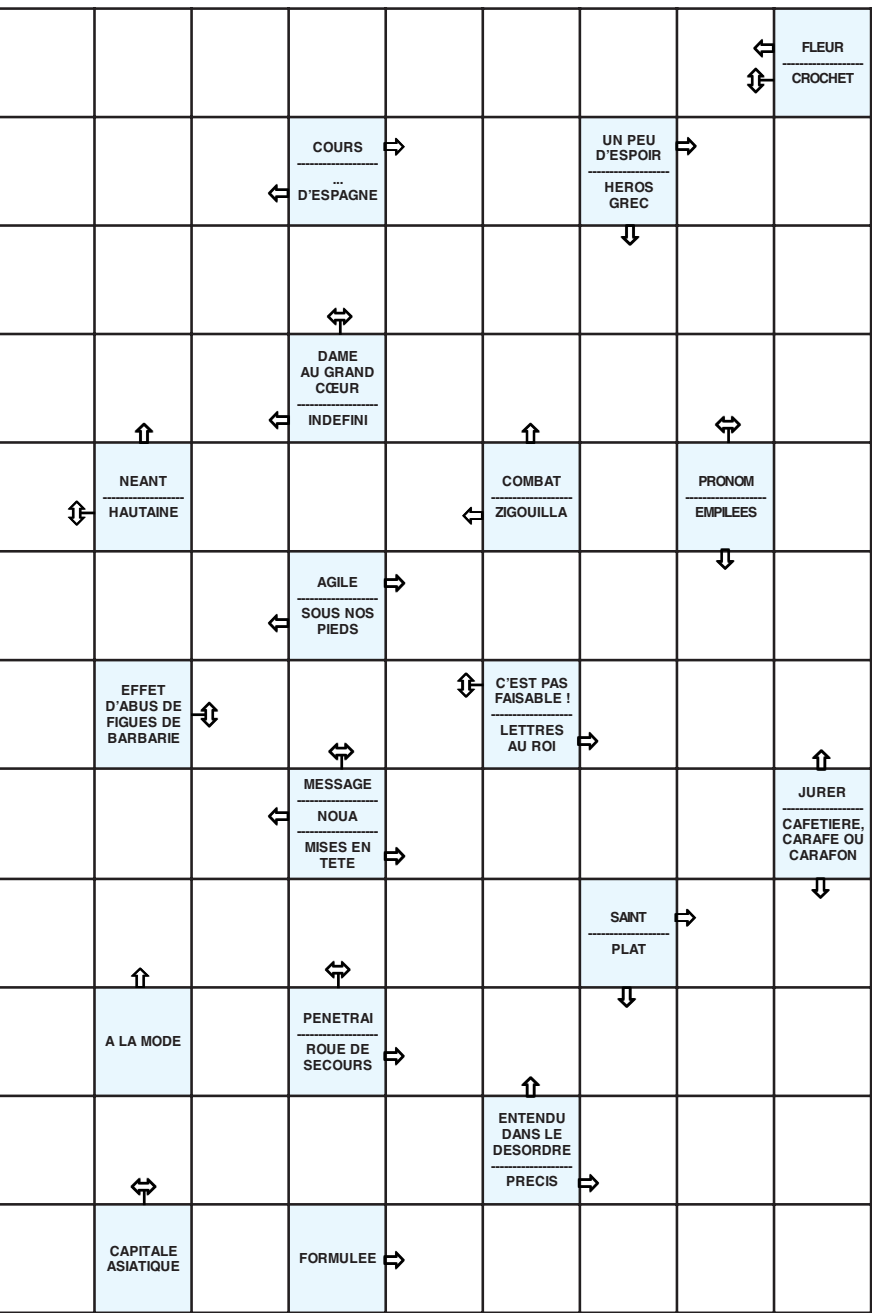 FLEUR
CROCHET
COURS
...
D'ESPAGNE
UN PEU
D'ESPOIR
HEROS
GREC
DAME
AU GRAND
CŒUR
INDEFINI
NEANT
HAUTAINE
COMBAT
ZIGOUILLA
PRONOM
EMPILEES
AGILE
SOUS NOS
PIEDS
EFFET
D'ABUS DE
FIGUES DE
BARBARIE
C'EST PAS
FAISABLE !
LETTRES
AU ROI
MESSAGE
NOUA
MISES EN
TETE
JURER
CAFETIERE,
CARAFE OU
CARAFON
SAINT
PLAT
A LA MODE
PENETRAI
ROUE DE
SECOURS
ENTENDU
DANS LE
DESORDRE
PRECIS
CAPITALE
ASIATIQUE
FORMULEE